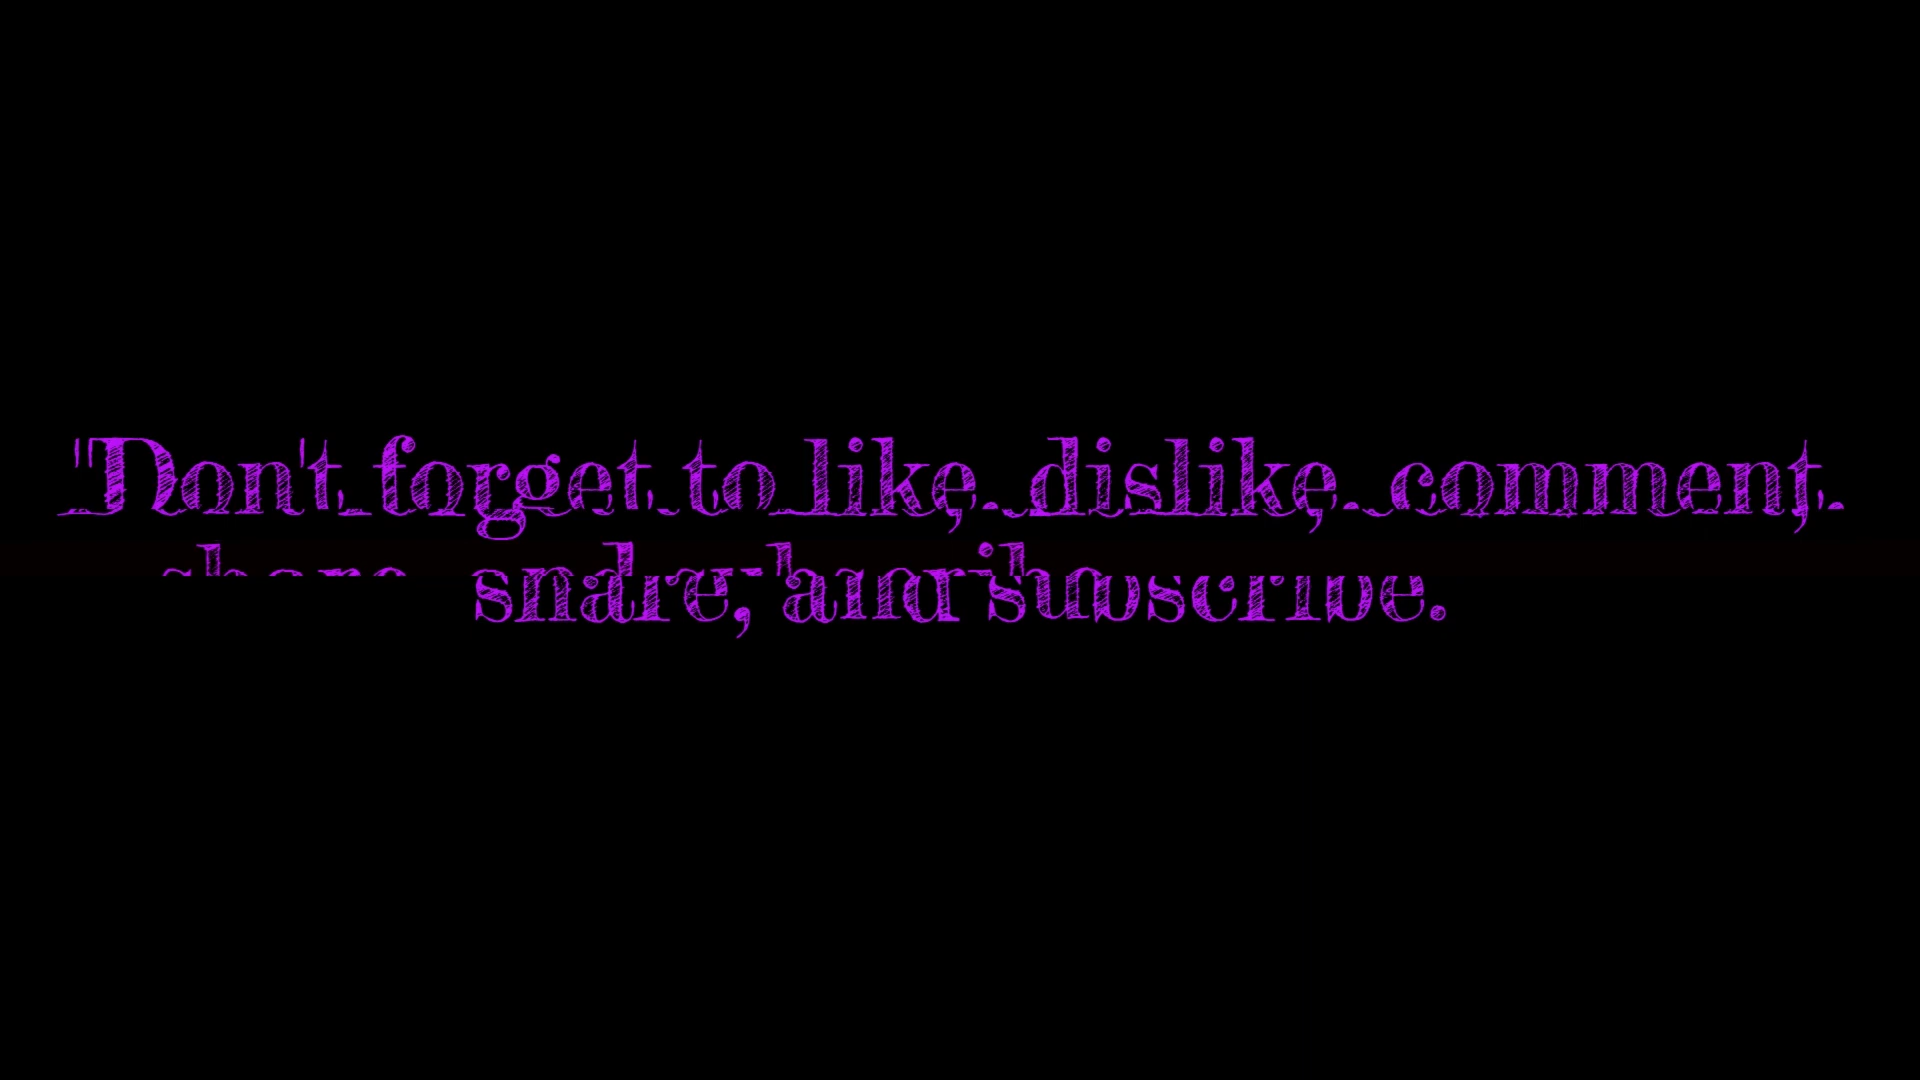 "Don't forget to like, dislike, comment,
share, and subscribe.